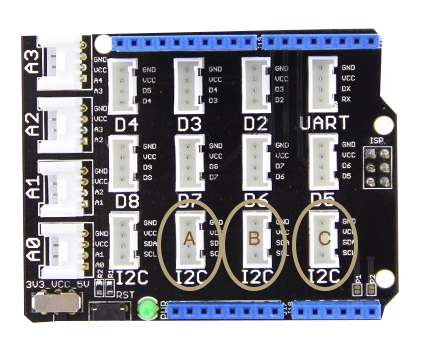 A3
GND
VCC
A4
A3
GND
VCC
D5
D4
D4
GND
VCC
D4
D3
D3
GND
VCC
D3
D2
D2
GND
VCC
DX
RX
UART
A2
GND
VCC
A3
A2
GND
VCC
D9
D8
D8
GND
VCC
D8
D7
D7
GND
VCC
D7
D6
D6
GND
VCC
D6
D5
D5
ISP
A1
GND
VCC
A2
A1
A0
GND
VCC
A1
A0
GND
VCC
SDA
SCL
I2C
A
GND
VCC
SDA
SCL
I2C
B
GND
VCC
SDA
SCL
I2C
C
GND
VCC
SDA
SCL
I2C
3V3_VCC_5V
R2
RST
PWR
P1
P2